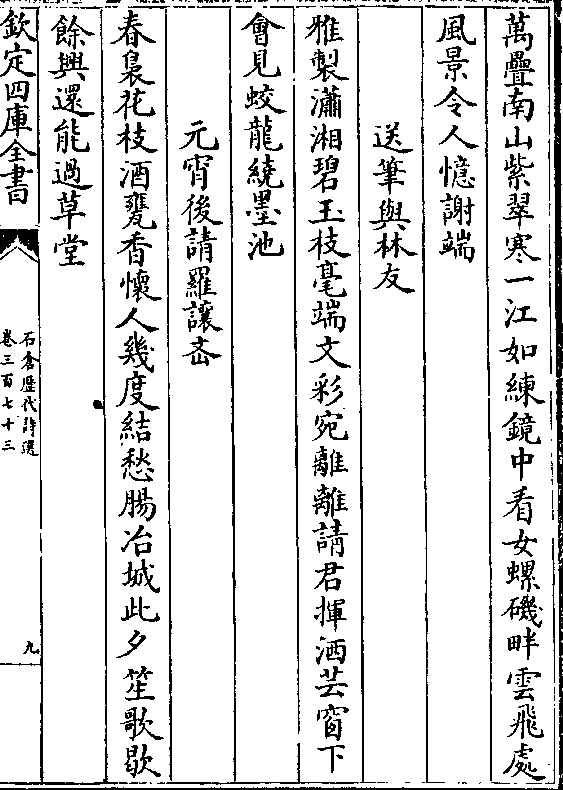 萬疊南山紫翠寒一江如練鏡中看女螺磯畔雲飛處
風景令人憶謝端
送筆與林友
雅製瀟湘碧玉枝毫端文彩宛離離請君揮洒芸窗下
會見蛟龍繞墨池
元宵後請羅讓𡵨
春裊花枝酒甕香懷人幾度結愁腸冶城此夕笙歌歇
餘興還能過草堂
欽定四庫全書
石倉歷代詩選
卷三百七十三
九